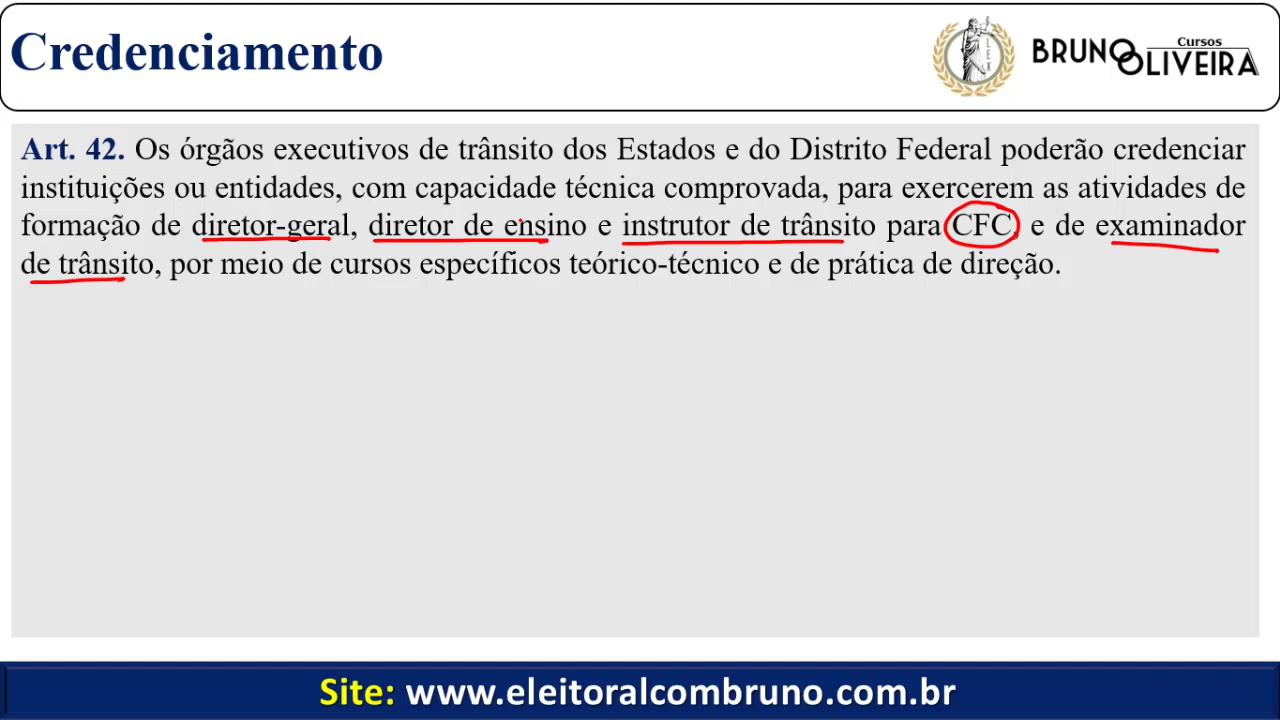 Credenciamento
Cursos
BRUNO
OLIVEIRA
LEX
Art. 42. Os órgãos executivos de trânsito dos Estados e do Distrito Federal poderão credenciar
instituições ou entidades, com capacidade técnica comprovada, para exercerem as atividades de
formação de diretor-geral, diretor de ensino e instrutor de trânsito para CFC, e de examinador
de trânsito, por meio de cursos específicos teórico-técnico e de prática de direção.
Site: www.eleitoralcombruno.com.br